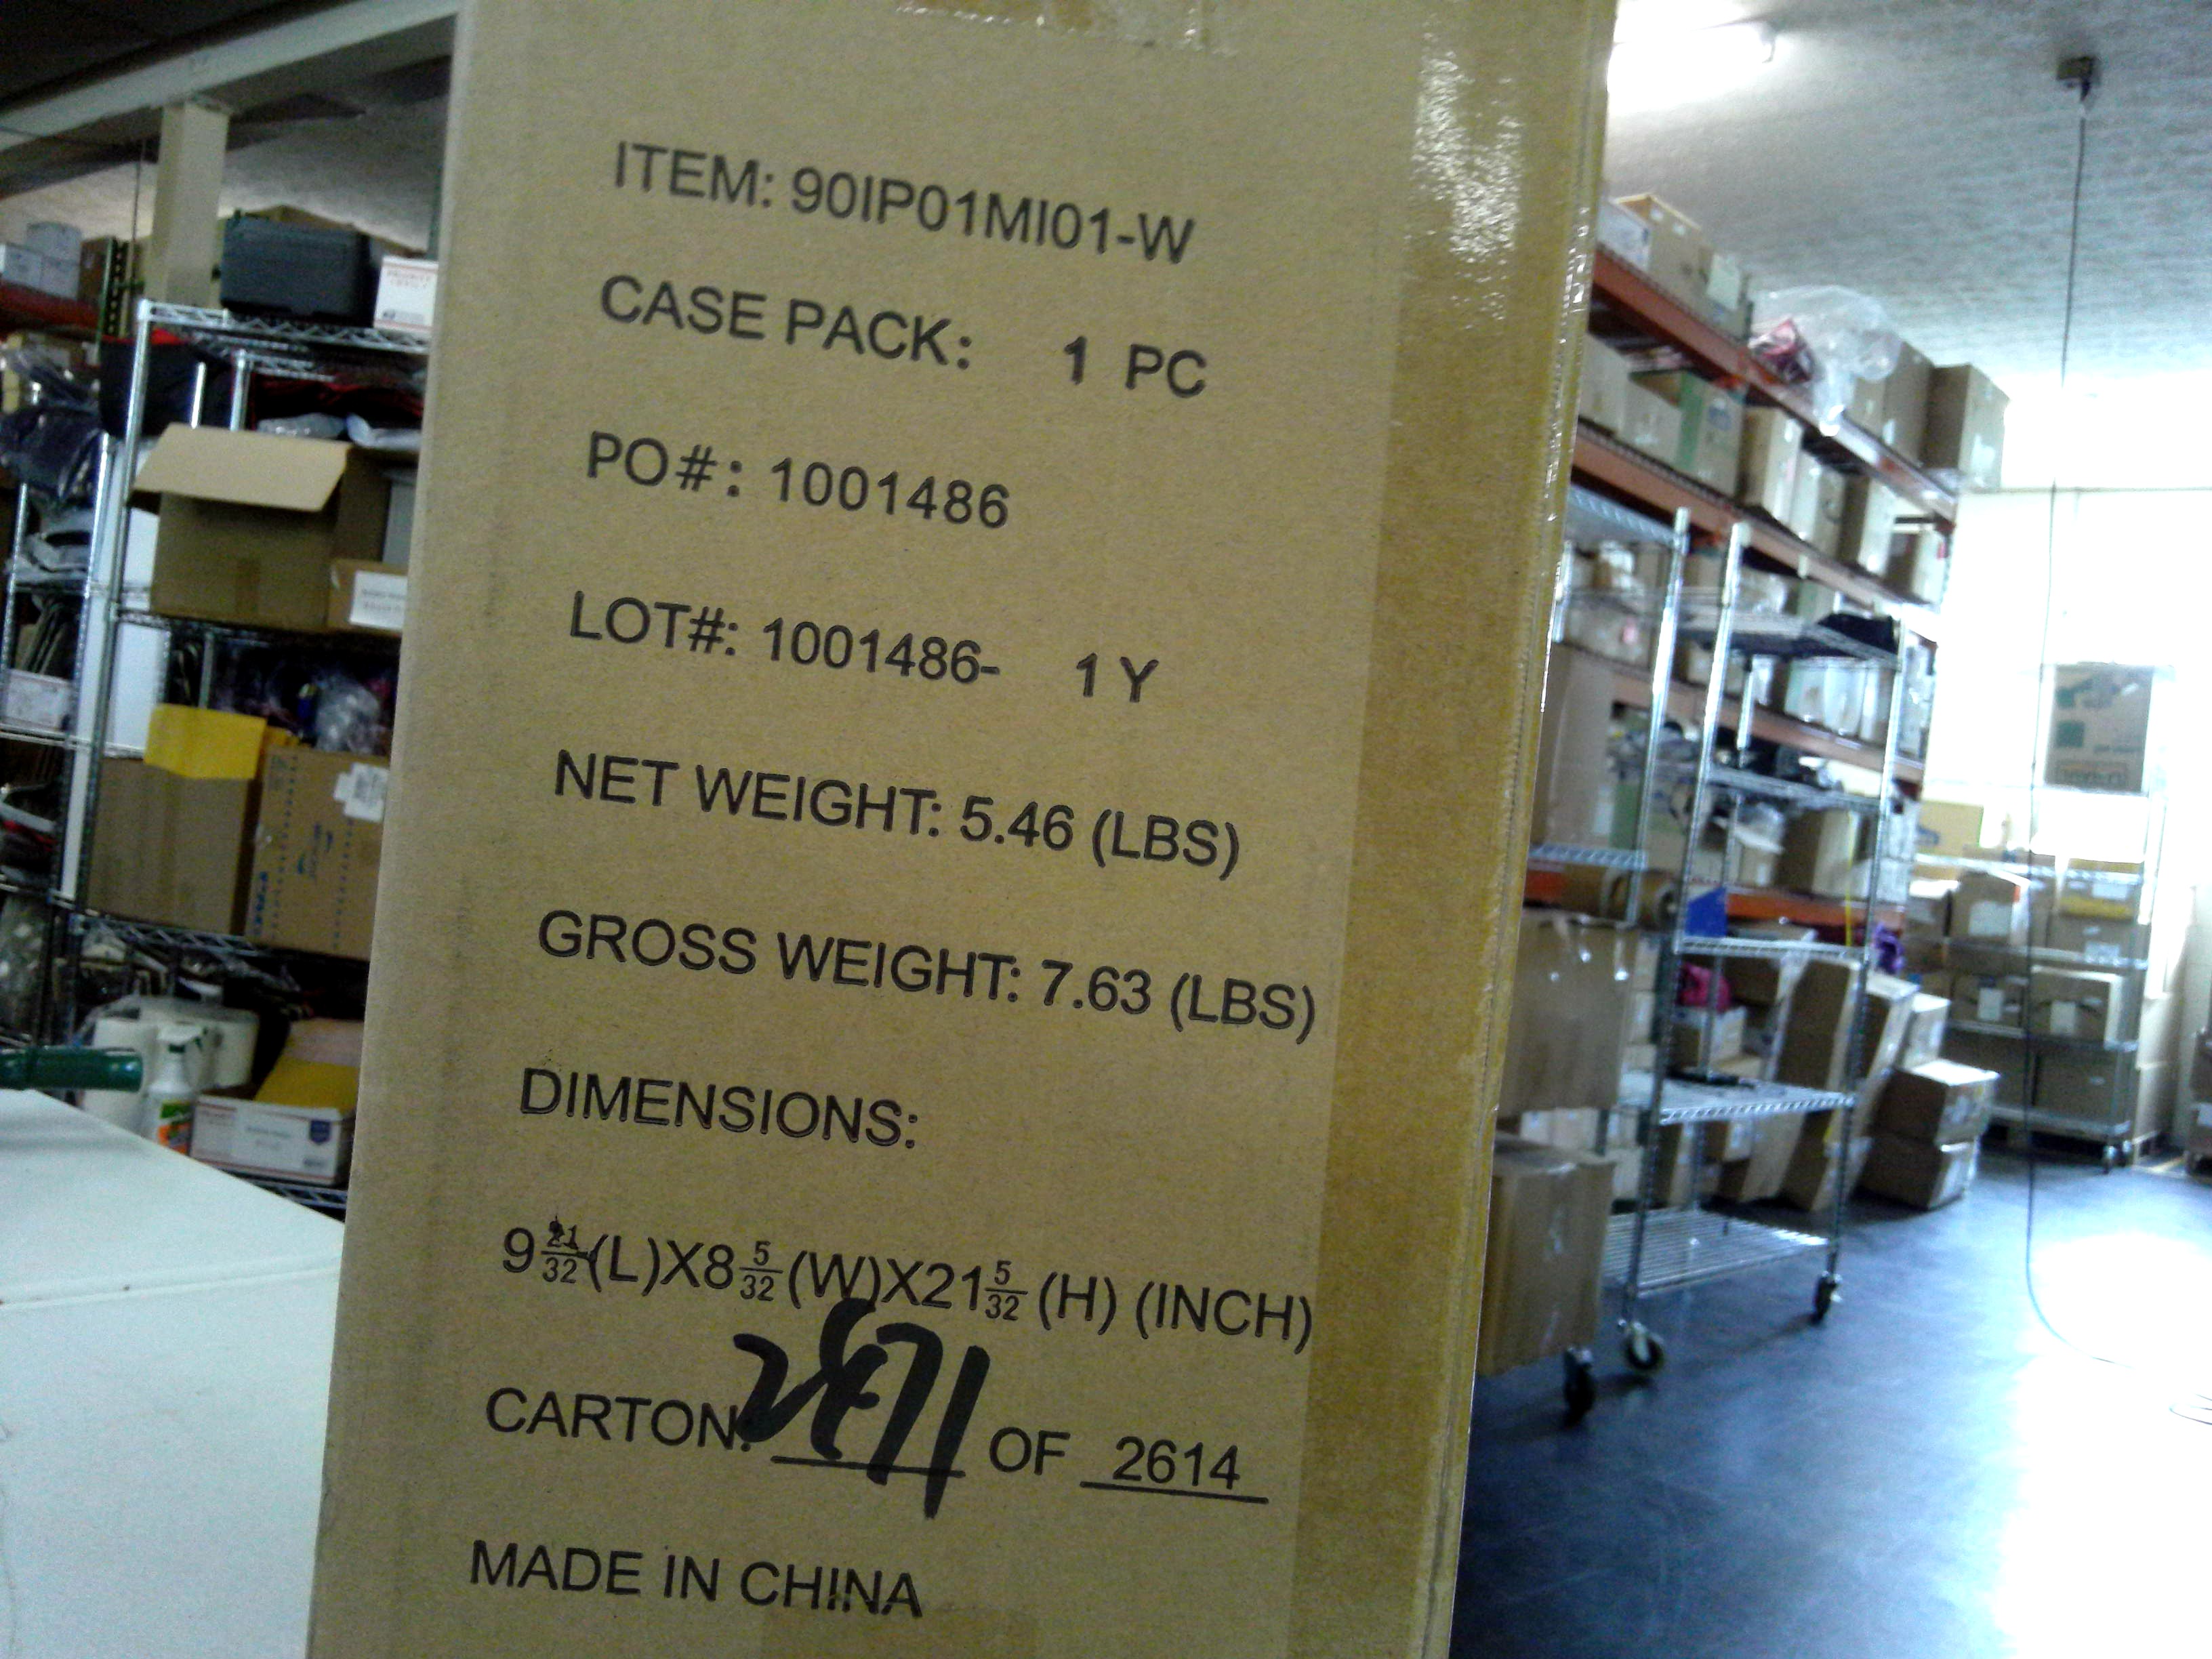 ITEM: 90IP01MI01-W
CASE PACK: 1 PC
PO#: 1001486
LOT#: 1001486- 1 Y
NET WEIGHT: 5.46 (LBS)
GROSS WEIGHT: 7.63 (LBS)
DIMENSIONS:
9 21/32 (L)X8 5/32 (W)X21 5/32 (H) (INCH)
CARTON: OF 2614
MADE IN CHINA